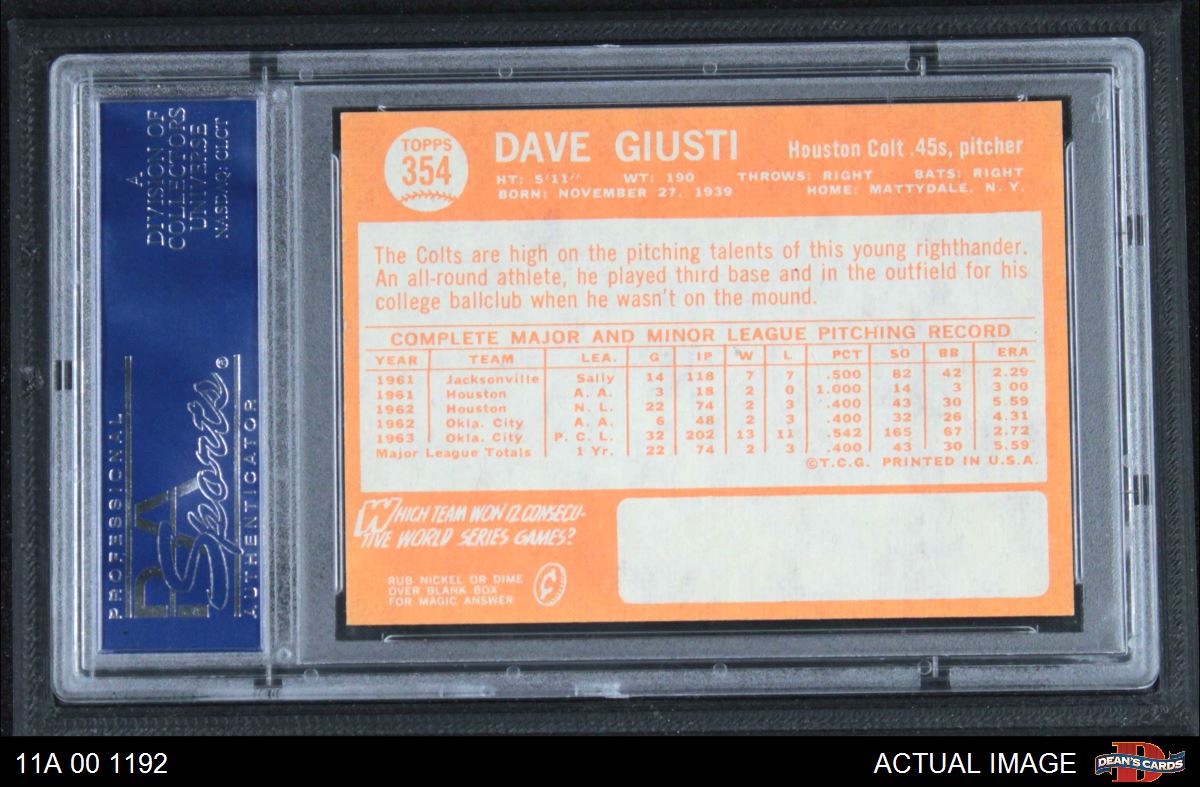 A
DIVISION OF
COLLECTORS
UNIVERSE
NASDAQ: CLCT
PROFESSIONAL
PSA
Sports®
AUTHENTICATOR
TOPPS
354
DAVE GIUSTI
Houston Colt .45s, pitcher
HT: 5'11" WT: 190 THROWS: RIGHT BATS: RIGHT
BORN: NOVEMBER 27, 1939 HOME: MATTYDALE, N. Y.
The Colts are high on the pitching talents of this young righthander.
An all-round athlete, he played third base and in the outfield for his
college ballclub when he wasn't on the mound.
COMPLETE MAJOR AND MINOR LEAGUE PITCHING RECORD
YEAR TEAM LEA. G IP W L PCT SO BB ERA
1961 Jacksonville Sally 14 118 7 7 .500 82 42 2.29
1961 Houston A. A. 3 18 2 0 1.000 14 3 3.00
1962 Houston N. L. 22 74 2 3 .400 43 30 5.59
1962 Okla. City A. A. 6 48 2 3 .400 32 26 4.31
1963 Okla. City P. C. L. 32 202 13 11 .542 165 67 2.72
Major League Totals 1 Yr. 22 74 2 3 .400 43 30 5.59
©T.C.G. PRINTED IN U.S.A.
WHICH TEAM WON 12 CONSECU-
TIVE WORLD SERIES GAMES?
RUB NICKEL OR DIME
OVER BLANK BOX
FOR MAGIC ANSWER
11A 00 1192
ACTUAL IMAGE
DEAN'S CARDS